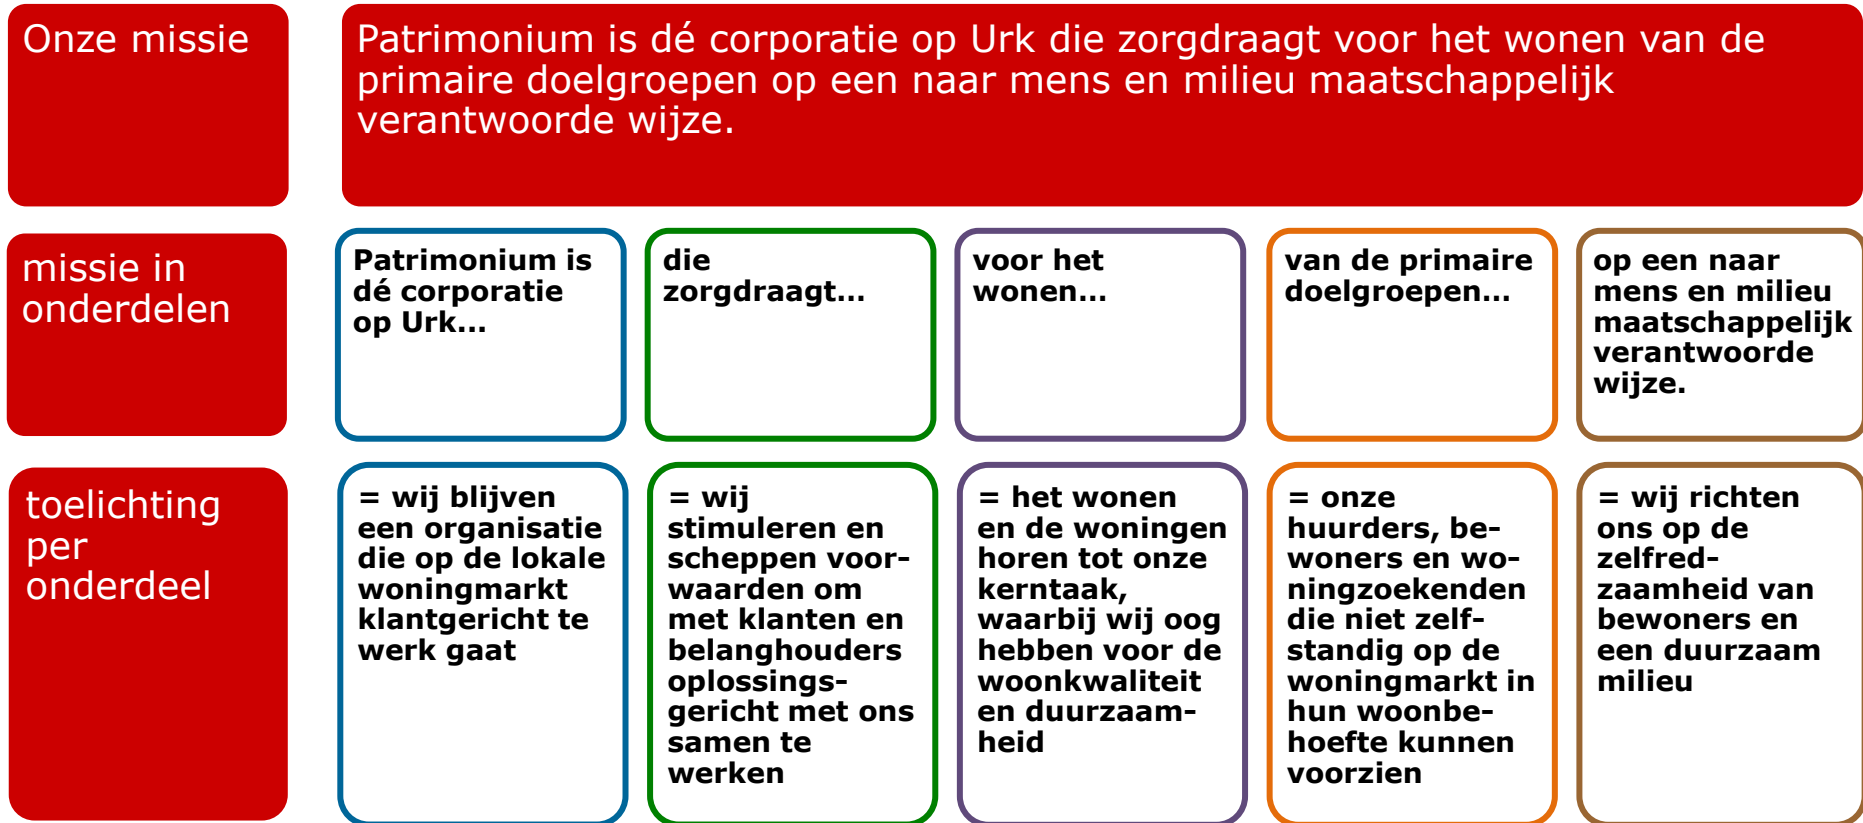 Onze missie
Patrimonium is dé corporatie op Urk die zorgdraagt voor het wonen van de
primaire doelgroepen op een naar mens en milieu maatschappelijk
verantwoorde wijze.
missie in
onderdelen
Patrimonium is
dé corporatie
op Urk...
die
zorgdraagt...
voor het
wonen...
van de primaire
doelgroepen...
op een naar
mens en milieu
maatschappelijk
verantwoorde
wijze.
toelichting
per
onderdeel
= wij blijven
een organisatie
die op de lokale
woningmarkt
klantgericht te
werk gaat
= wij
stimuleren en
scheppen voor-
waarden om
met klanten en
belanghouders
oplossings-
gericht met ons
samen te
werken
= het wonen
en de woningen
horen tot onze
kerntaak,
waarbij wij oog
hebben voor de
woonkwaliteit
en duurzaam-
heid
= onze
huurders, be-
woners en wo-
ningzoekenden
die niet zelf-
standig op de
woningmarkt in
hun woonbe-
hoefte kunnen
voorzien
= wij richten
ons op de
zelfred-
zaamheid van
bewoners en
een duurzaam
milieu